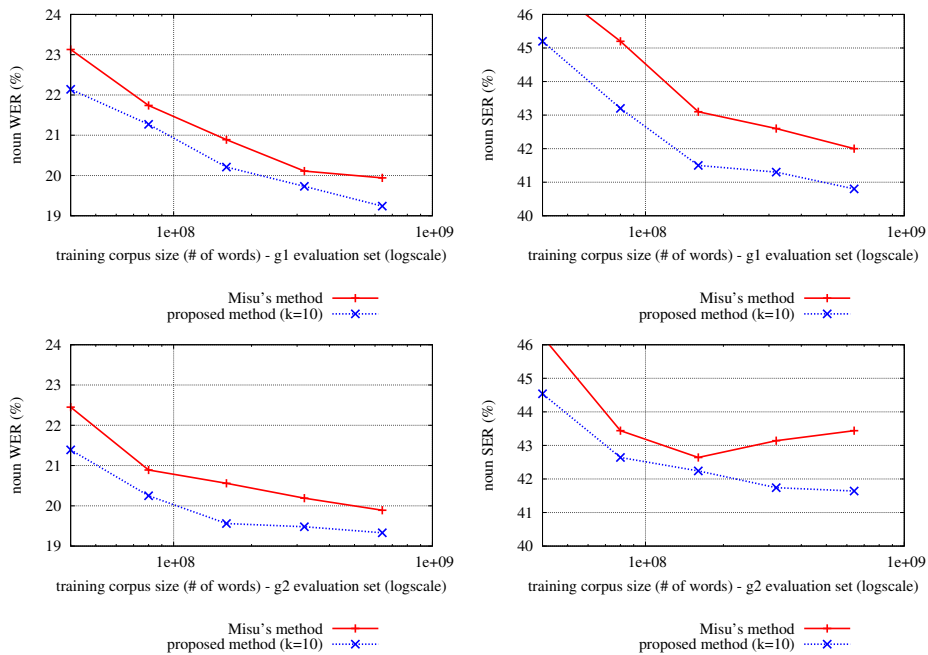 24
23
22
21
20
19
noun WER (%)
1e+08
1e+09
training corpus size (# of words) - g1 evaluation set (logscale)
Misu's method
proposed method (k=10)
46
45
44
43
42
41
40
noun SER (%)
1e+08
1e+09
training corpus size (# of words) - g1 evaluation set (logscale)
Misu's method
proposed method (k=10)
24
23
22
21
20
19
noun WER (%)
1e+08
1e+09
training corpus size (# of words) - g2 evaluation set (logscale)
Misu's method
proposed method (k=10)
46
45
44
43
42
41
40
noun SER (%)
1e+08
1e+09
training corpus size (# of words) - g2 evaluation set (logscale)
Misu's method
proposed method (k=10)